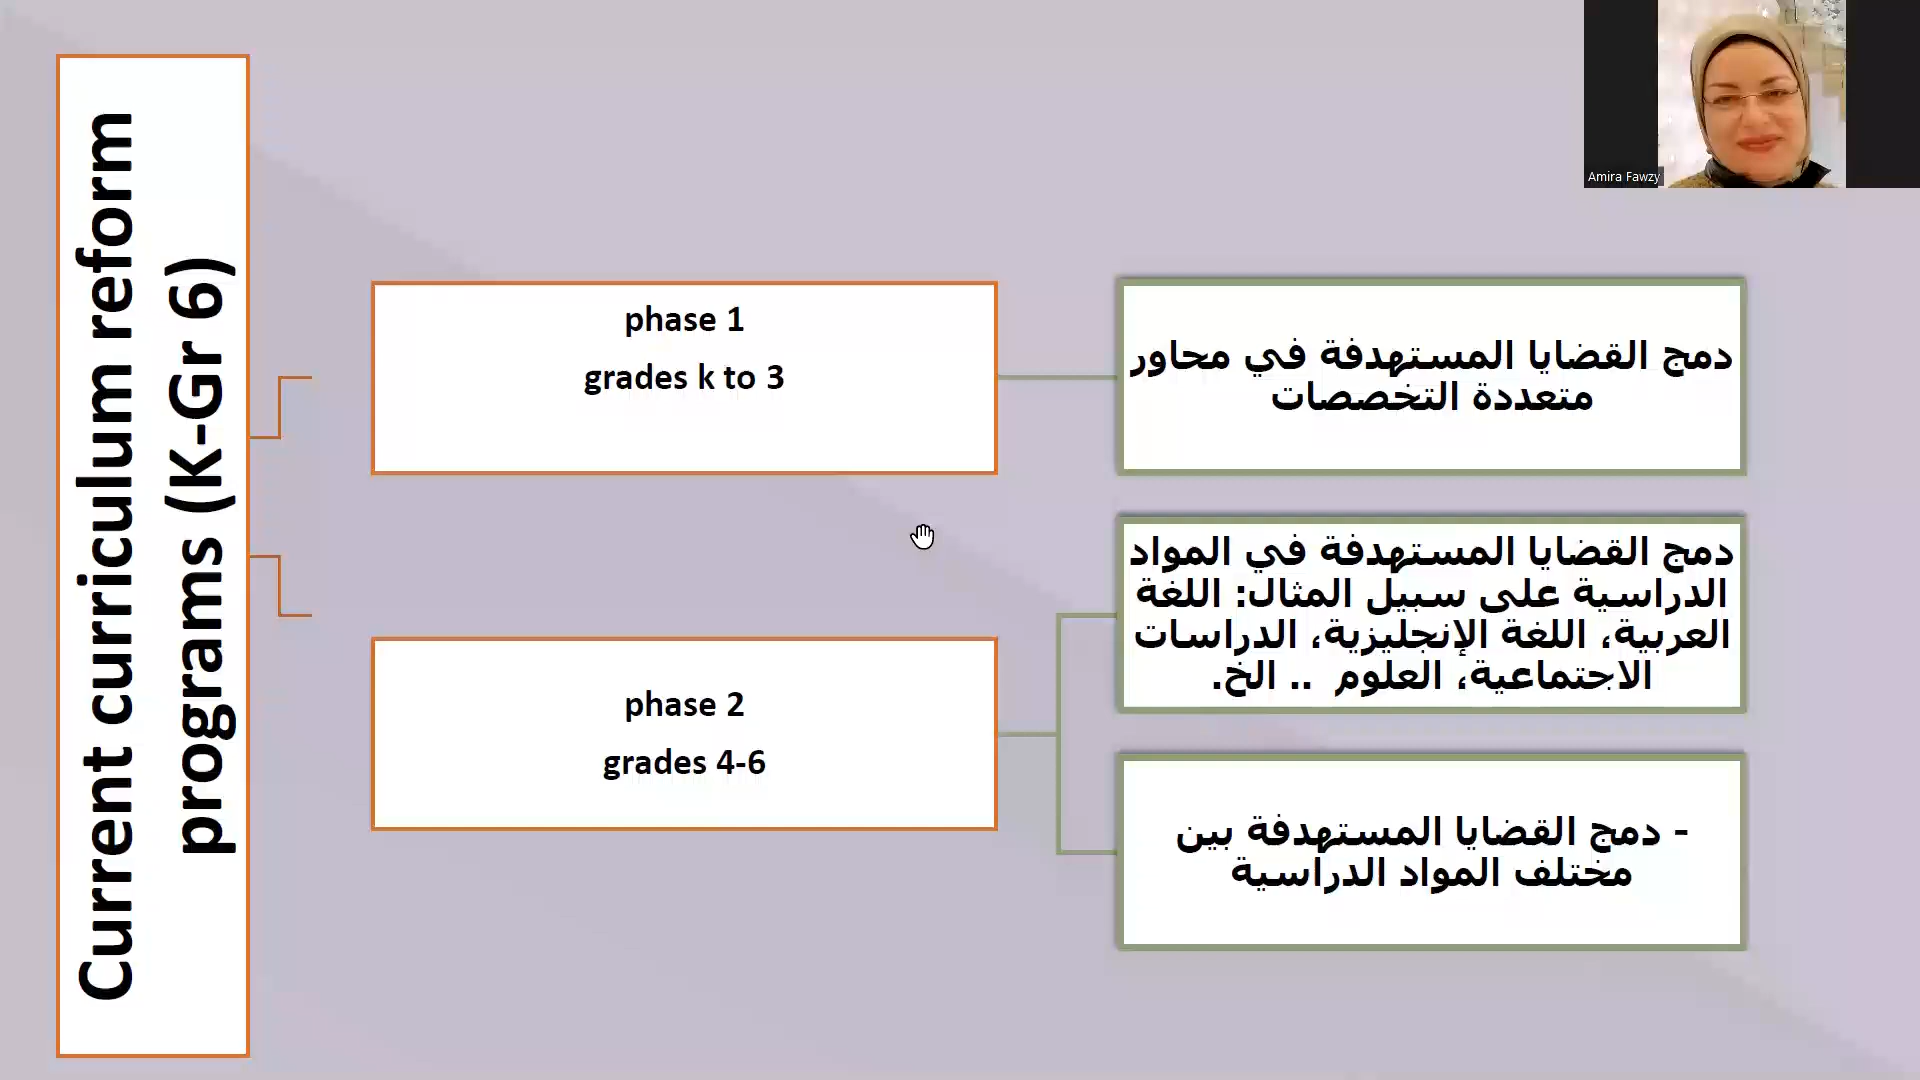 Current curriculum reform
programs (K-Gr 6)
phase 1
grades k to 3
دمج القضايا المستهدفة في محاور
متعددة التخصصات
phase 2
grades 4-6
دمج القضايا المستهدفة في المواد
الدراسية على سبيل المثال: اللغة
العربية، اللغة الإنجليزية، الدراسات
الاجتماعية، العلوم .. الخ.
- دمج القضايا المستهدفة بين
مختلف المواد الدراسية
Amira Fawzy